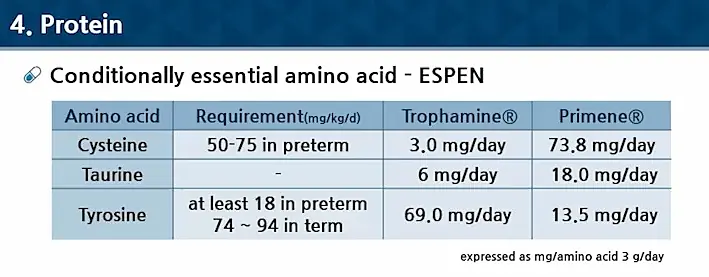 4. Protein
Conditionally essential amino acid - ESPEN
Amino acid Requirement(mg/kg/d) Trophamine® Primene®
Cysteine 50-75 in preterm 3.0 mg/day 73.8 mg/day
Taurine - 6 mg/day 18.0 mg/day
Tyrosine at least 18 in preterm 74 ~ 94 in term 69.0 mg/day 13.5 mg/day
expressed as mg/amino acid 3 g/day